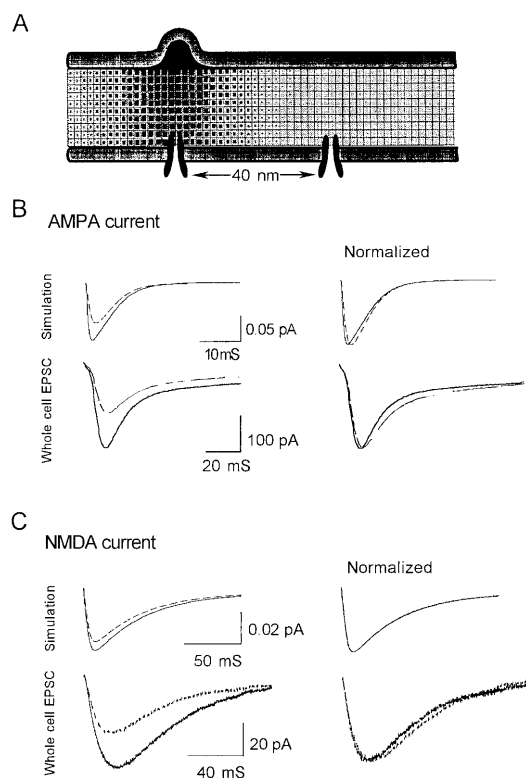 A
40 nm
B
AMPA current
Normalized
Simulation
0.05 pA
10mS
Whole cell EPSC
100 pA
20 mS
C
NMDA current
Normalized
Simulation
0.02 pA
50 mS
Whole cell EPSC
20 pA
40 mS